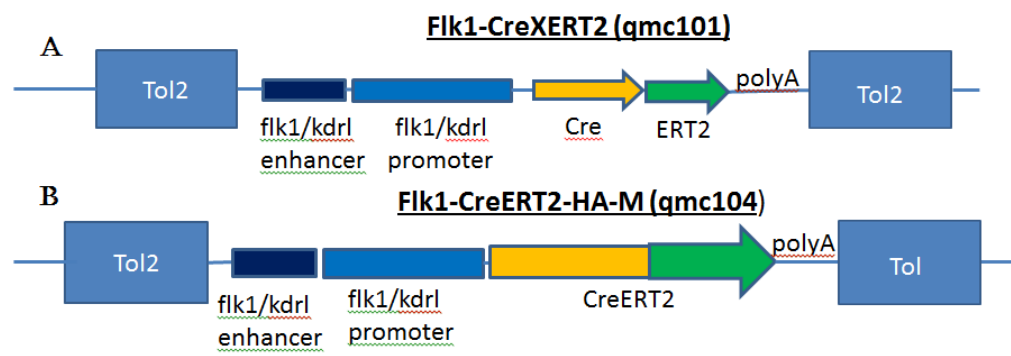 Flk1-CreXERT2 (qmc101)
A
Tol2
polyA
Tol2
flk1/kdrl
enhancer
flk1/kdrl
promoter
Cre
ERT2
Flk1-CreERT2-HA-M (qmc104)
B
Tol2
polyA
Tol
flk1/kdrl
enhancer
flk1/kdrl
promoter
CreERT2